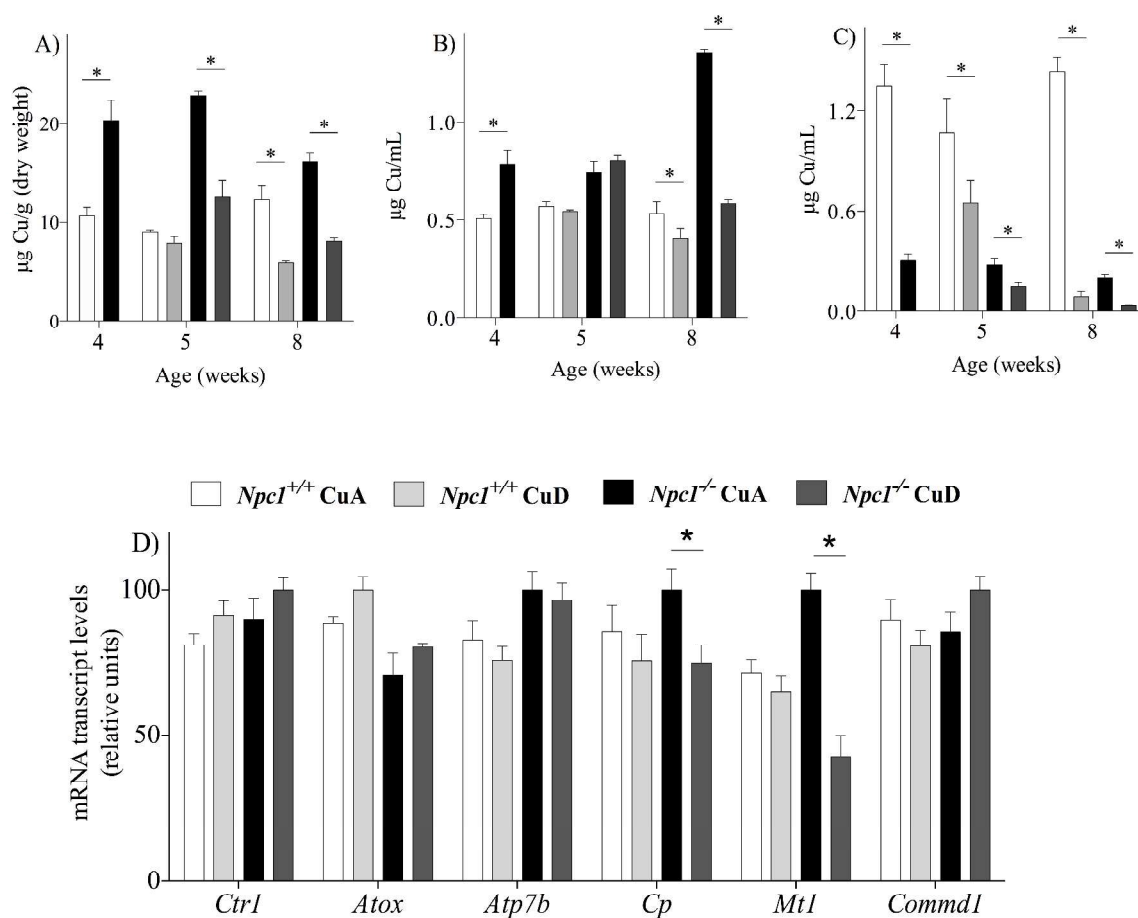 A)
*
*
*
*
20
10
0
µg Cu/g (dry weight)
4 5 8
Age (weeks)
B)
*
*
*
1.0
0.5
0.0
µg Cu/mL
4 5 8
Age (weeks)
C)
*
*
*
*
*
1.2
0.6
0.0
µg Cu/mL
4 5 8
Age (weeks)
Npc1+/+ CuA Npc1+/+ CuD Npc1-/- CuA Npc1-/- CuD
D)
*
*
100
50
0
mRNA transcript levels
(relative units)
Ctr1 Atox Atp7b Cp Mt1 Commd1